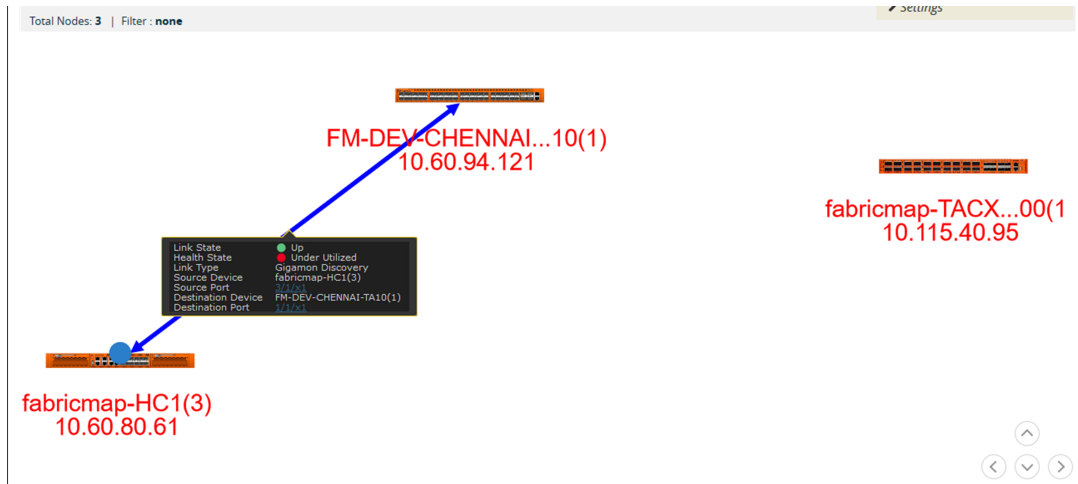 Total Nodes: 3 | Filter : none
Settings
FM-DEV-CHENNAI...10(1)
10.60.94.121
fabricmap-TACX...00(1
10.115.40.95
Link State Up
Health State Under Utilized
Link Type Gigamon Discovery
Source Device fabricmap-HC1(3)
Source Port 3/1/x1
Destination Device FM-DEV-CHENNAI-TA10(1)
Destination Port 1/1/x1
fabricmap-HC1(3)
10.60.80.61